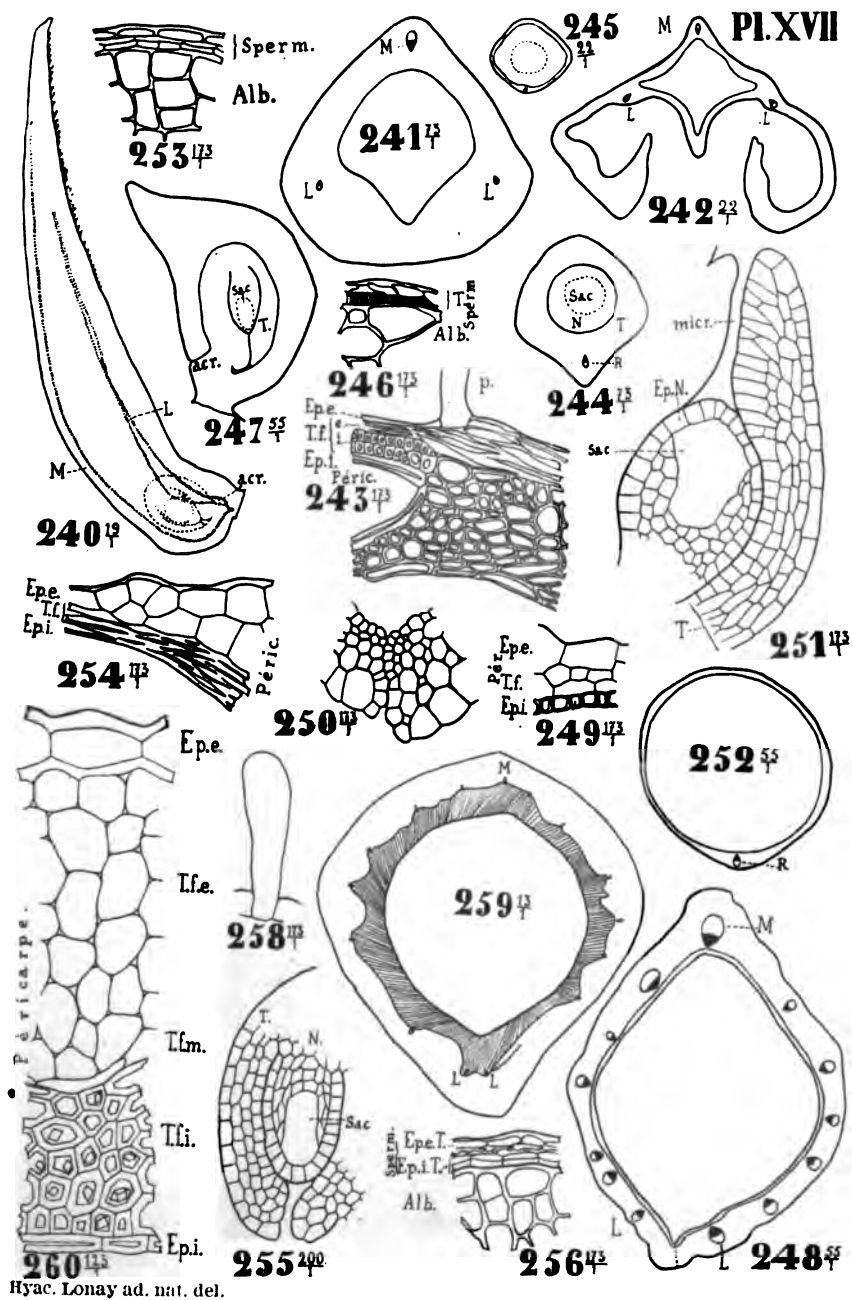 Pl. XVII
Sperm.
Alb.
253 173/1
M
241 73/1
L
L
245
22/1
M
L
L
242 22/1
L
M
acr.
240 19/1
Sac
T.
acr.
247 55/1
T.
Sperm
Alb.
246 173/1
Sac
N
T
R
244 73/1
micr.
Ep.N.
sac
T
251 173/1
p.
Ep.e.
T.f. e. i.
Ep.i.
Péric.
243 173/1
Ep.e.
T.f.
Ep.i.
Péric.
254 173/1
250 173/1
Pér.
Ep.e.
T.f.
Ep.i.
249 173/1
252 55/1
R
Ep.e.
T.f.e.
Péricarpe.
T.f.m.
T.f.i.
Ep.i.
260 173/1
258 173/1
M
259 13/1
L
L
T.
N.
Sac
255 200/1
Sperm.
Ep.e.T.
Ep.i.T.
Alb.
256 173/1
M
L
L
248 55/1
Hyac. Lonay ad. nat. del.